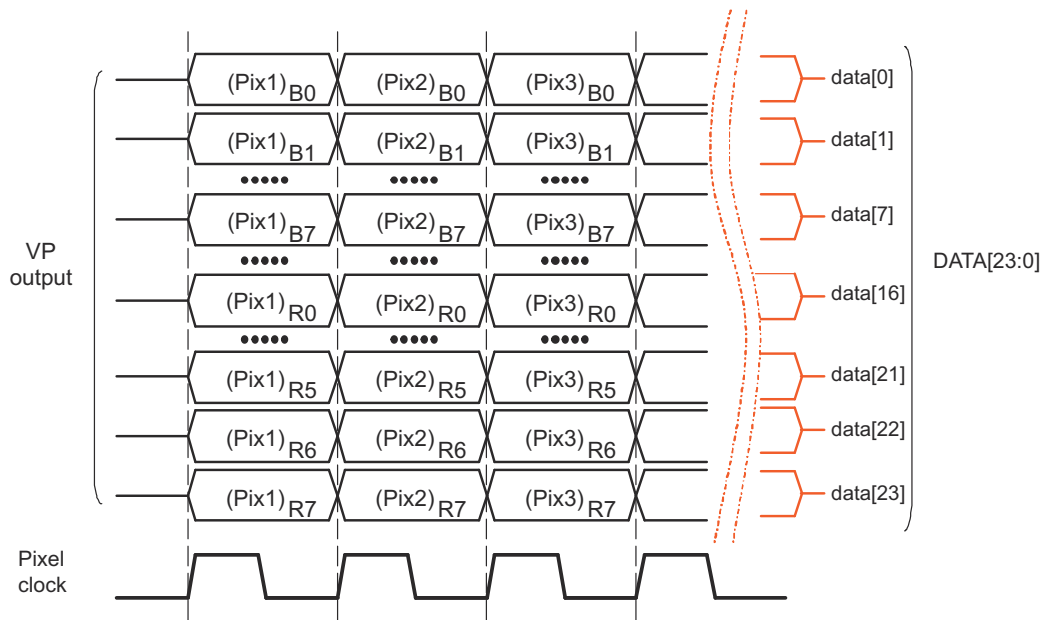 (Pix1)B0 (Pix2)B0 (Pix3)B0 data[0]
(Pix1)B1 (Pix2)B1 (Pix3)B1 data[1]
(Pix1)B7 (Pix2)B7 (Pix3)B7 data[7]
VP
output
DATA[23:0]
(Pix1)R0 (Pix2)R0 (Pix3)R0 data[16]
(Pix1)R5 (Pix2)R5 (Pix3)R5 data[21]
(Pix1)R6 (Pix2)R6 (Pix3)R6 data[22]
(Pix1)R7 (Pix2)R7 (Pix3)R7 data[23]
Pixel
clock